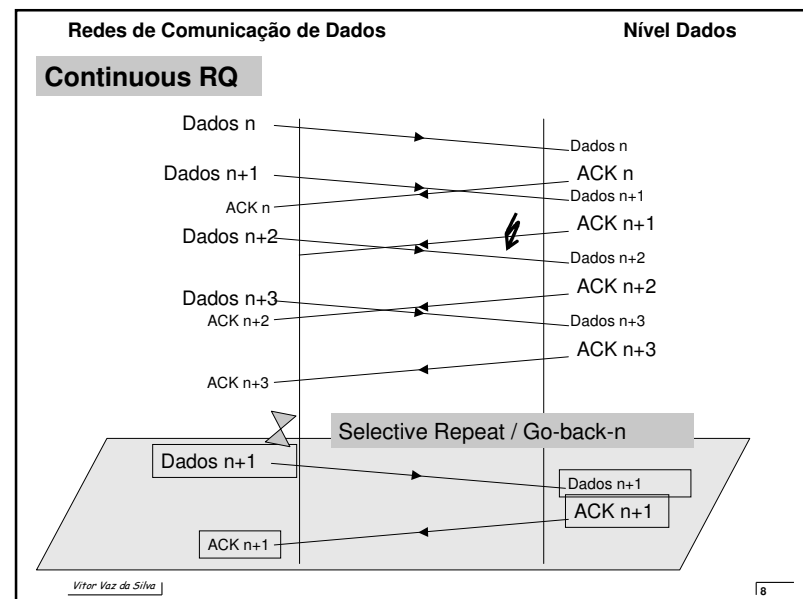 Redes de Comunicação de Dados Nível Dados
Continuous RQ
Dados n
Dados n
Dados n+1
ACK n
Dados n+1
ACK n
ACK n+1
Dados n+2
Dados n+2
ACK n+2
Dados n+3
ACK n+2
Dados n+3
ACK n+3
ACK n+3
Selective Repeat / Go-back-n
Dados n+1
Dados n+1
ACK n+1
ACK n+1
Vitor Vaz da Silva
8